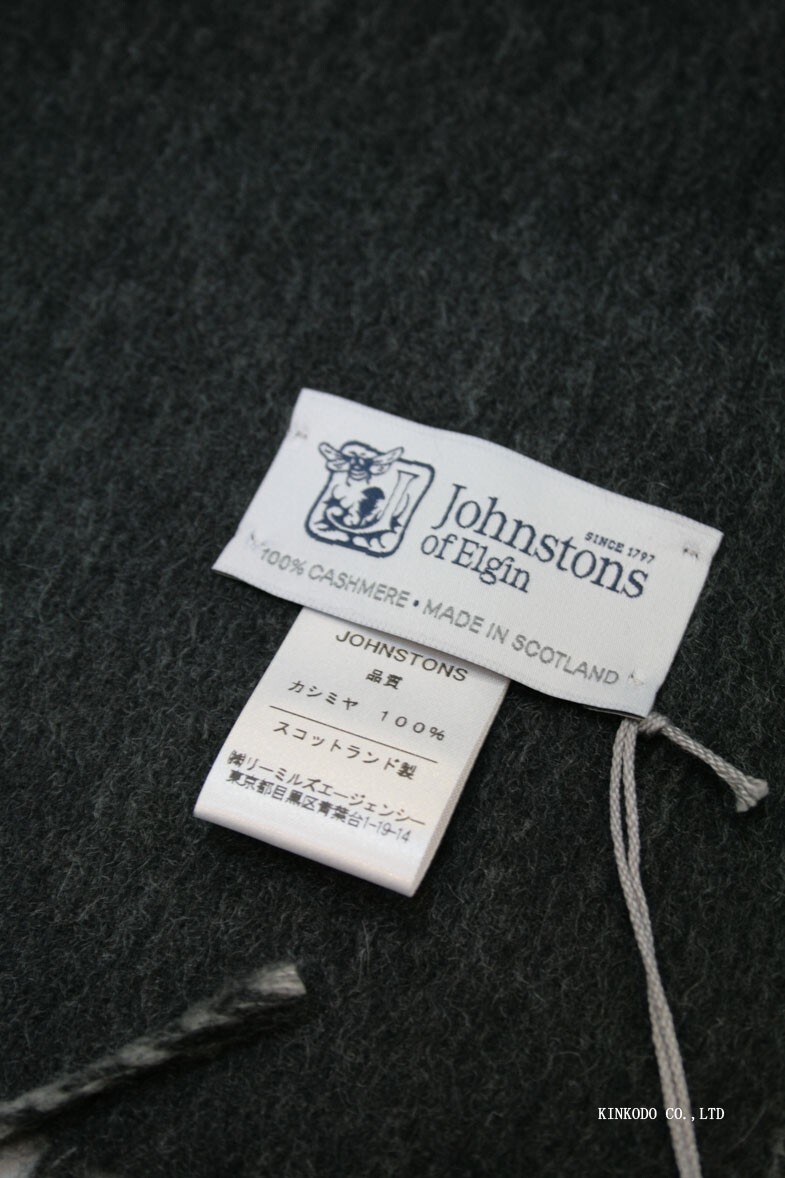 Johnstons
SINCE 1797
of Elgin
100% CASHMERE • MADE IN SCOTLAND
JOHNSTONS
品質
カシミヤ 100%
スコットランド製
㈱リーミルズエージェンシー
東京都目黒区青葉台1-19-14
KINKODO CO.,LTD